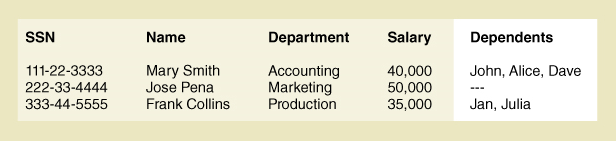 SSN Name Department Salary Dependents
111-22-3333 Mary Smith Accounting 40,000 John, Alice, Dave
222-33-4444 Jose Pena Marketing 50,000 ---
333-44-5555 Frank Collins Production 35,000 Jan, Julia